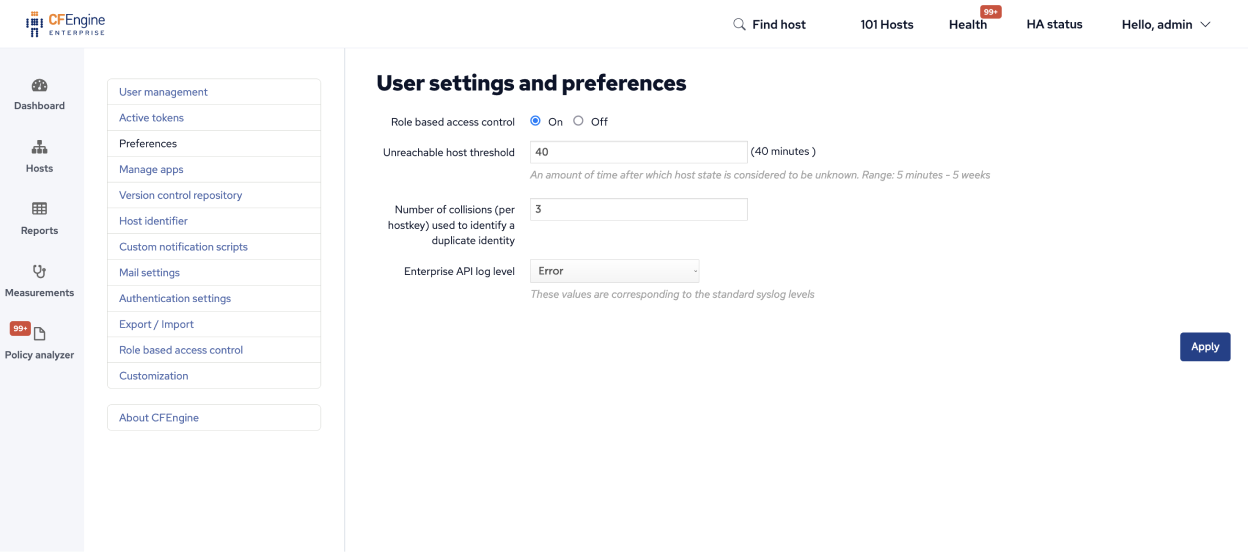 CFEngine
ENTERPRISE
Find host
101 Hosts
Health
99+
HA status
Hello, admin
Dashboard
Hosts
Reports
Measurements
99+
Policy analyzer
User management
Active tokens
Preferences
Manage apps
Version control repository
Host identifier
Custom notification scripts
Mail settings
Authentication settings
Export / Import
Role based access control
Customization
About CFEngine
User settings and preferences
Role based access control
On
Off
Unreachable host threshold
40
(40 minutes )
An amount of time after which host state is considered to be unknown. Range: 5 minutes - 5 weeks
Number of collisions (per
hostkey) used to identify a
duplicate identity
3
Enterprise API log level
Error
These values are corresponding to the standard syslog levels
Apply